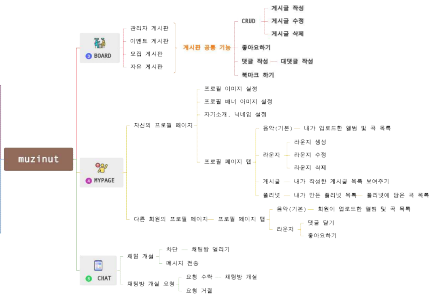 muzinut
BOARD
관리자 게시판
이벤트 게시판
모집 게시판
자유 게시판
게시판 공통 기능
CRUD
게시글 작성
게시글 수정
게시글 삭제
좋아요하기
댓글 작성
대댓글 작성
북마크 하기
MYPAGE
자신의 프로필 페이지
프로필 이미지 설정
프로필 배너 이미지 설정
자기소개, 닉네임 설정
프로필 페이지 탭
음악(기본)
내가 업로드한 앨범 및 곡 목록
라운지
라운지 생성
라운지 수정
라운지 삭제
게시글
내가 작성한 게시글 목록 보여주기
플리넷
내가 만든 플리넷 목록
플리넷에 담은 곡 목록
다른 회원의 프로필 페이지
프로필 페이지 탭
음악(기본)
회원이 업로드한 앨범 및 곡 목록
라운지
댓글 달기
좋아요하기
CHAT
채팅 개설
차단
채팅방 얼리기
메시지 전송
채팅방 개설 요청
요청 수락
채팅방 개설
요청 거절